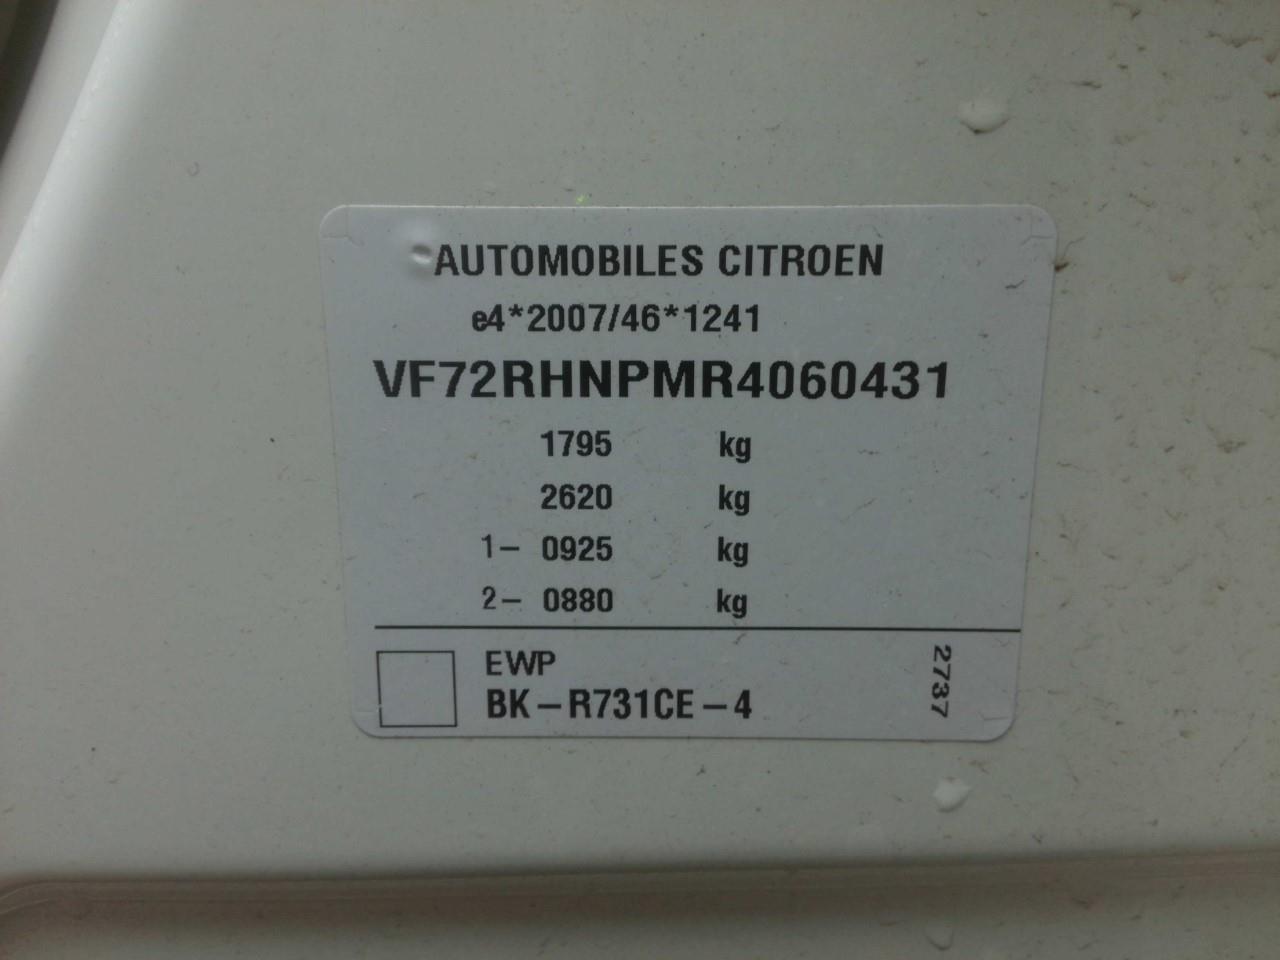 AUTOMOBILES CITROEN
e4*2007/46*1241
VF72RHNPMR4060431
1795 kg
2620 kg
1- 0925 kg
2- 0880 kg
EWP
BK-R731CE-4
2737